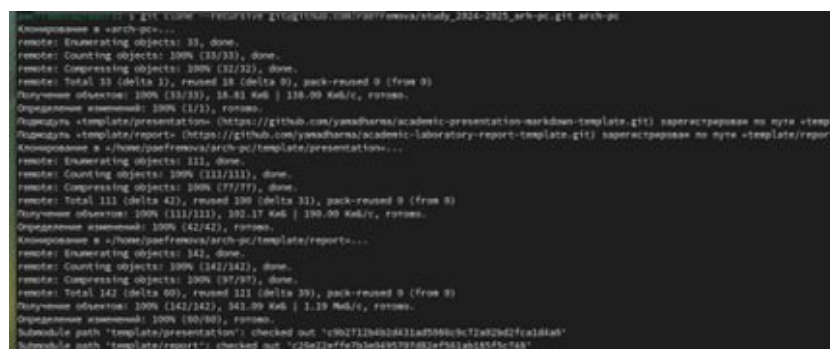 $ git clone --recursive git@github.com:paefremova/study_2024-2025_arh-pc.git arch-pc
Клонирование в «arch-pc»...
remote: Enumerating objects: 33, done.
remote: Counting objects: 100% (33/33), done.
remote: Compressing objects: 100% (32/32), done.
remote: Total 33 (delta 1), reused 18 (delta 0), pack-reused 0 (from 0)
Получение объектов: 100% (33/33), 18.81 КиБ | 138.00 КиБ/с, готово.
Определение изменений: 100% (1/1), готово.
Подмодуль «template/presentation» (https://github.com/yamadharma/academic-presentation-markdown-template.git) зарегистрирован по пути «temp
Подмодуль «template/report» (https://github.com/yamadharma/academic-laboratory-report-template.git) зарегистрирован по пути «template/repor
Клонирование в «/home/paefremova/arch-pc/template/presentation»...
remote: Enumerating objects: 111, done.
remote: Counting objects: 100% (111/111), done.
remote: Compressing objects: 100% (77/77), done.
remote: Total 111 (delta 42), reused 100 (delta 31), pack-reused 0 (from 0)
Получение объектов: 100% (111/111), 102.17 КиБ | 190.00 КиБ/с, готово.
Определение изменений: 100% (42/42), готово.
Клонирование в «/home/paefremova/arch-pc/template/report»...
remote: Enumerating objects: 142, done.
remote: Counting objects: 100% (142/142), done.
remote: Compressing objects: 100% (97/97), done.
remote: Total 142 (delta 60), reused 121 (delta 39), pack-reused 0 (from 0)
Получение объектов: 100% (142/142), 341.09 КиБ | 1.19 МиБ/с, готово.
Определение изменений: 100% (60/60), готово.
Submodule path 'template/presentation': checked out
Submodule path 'template/report': checked out